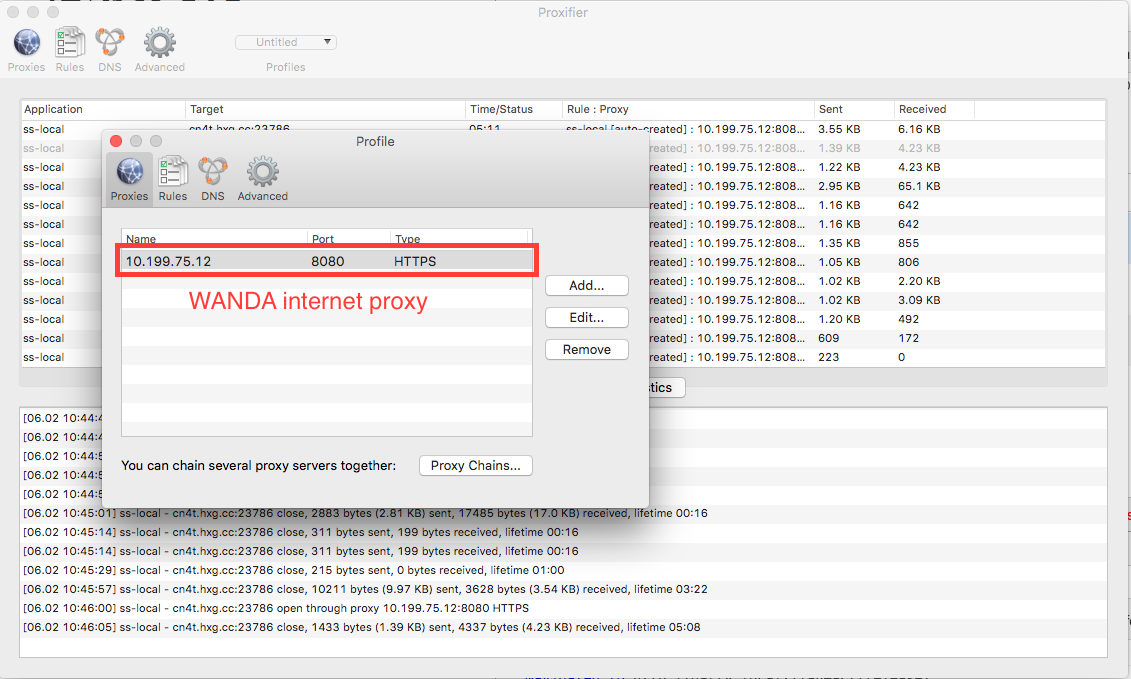 Proxifier
Untitled
Proxies Rules DNS Advanced Profiles
Application Target Time/Status Rule : Proxy Sent Received
ss-local cn4t.hxg.cc:23786 05:11 ss-local [auto-created] : 10.199.75.12:808... 3.55 KB 6.16 KB
ss-local reated] : 10.199.75.12:808... 1.39 KB 4.23 KB
ss-local reated] : 10.199.75.12:808... 1.22 KB 4.23 KB
ss-local reated] : 10.199.75.12:808... 2.95 KB 65.1 KB
ss-local reated] : 10.199.75.12:808... 1.16 KB 642
ss-local reated] : 10.199.75.12:808... 1.16 KB 642
ss-local reated] : 10.199.75.12:808... 1.35 KB 855
ss-local reated] : 10.199.75.12:808... 1.05 KB 806
ss-local reated] : 10.199.75.12:808... 1.02 KB 2.20 KB
ss-local reated] : 10.199.75.12:808... 1.02 KB 3.09 KB
ss-local reated] : 10.199.75.12:808... 1.20 KB 492
ss-local reated] : 10.199.75.12:808... 609 172
ss-local reated] : 10.199.75.12:808... 223 0
stics
Profile
Proxies Rules DNS Advanced
Name Port Type
10.199.75.12 8080 HTTPS
WANDA internet proxy
Add...
Edit...
Remove
You can chain several proxy servers together: Proxy Chains...
[06.02 10:44:4
[06.02 10:44:4
[06.02 10:44:5
[06.02 10:44:5
[06.02 10:44:5
[06.02 10:45:01] ss-local - cn4t.hxg.cc:23786 close, 2883 bytes (2.81 KB) sent, 17485 bytes (17.0 KB) received, lifetime 00:16
[06.02 10:45:14] ss-local - cn4t.hxg.cc:23786 close, 311 bytes sent, 199 bytes received, lifetime 00:16
[06.02 10:45:14] ss-local - cn4t.hxg.cc:23786 close, 311 bytes sent, 199 bytes received, lifetime 00:16
[06.02 10:45:29] ss-local - cn4t.hxg.cc:23786 close, 215 bytes sent, 0 bytes received, lifetime 01:00
[06.02 10:45:57] ss-local - cn4t.hxg.cc:23786 close, 10211 bytes (9.97 KB) sent, 3628 bytes (3.54 KB) received, lifetime 03:22
[06.02 10:46:00] ss-local - cn4t.hxg.cc:23786 open through proxy 10.199.75.12:8080 HTTPS
[06.02 10:46:05] ss-local - cn4t.hxg.cc:23786 close, 1433 bytes (1.39 KB) sent, 4337 bytes (4.23 KB) received, lifetime 05:08